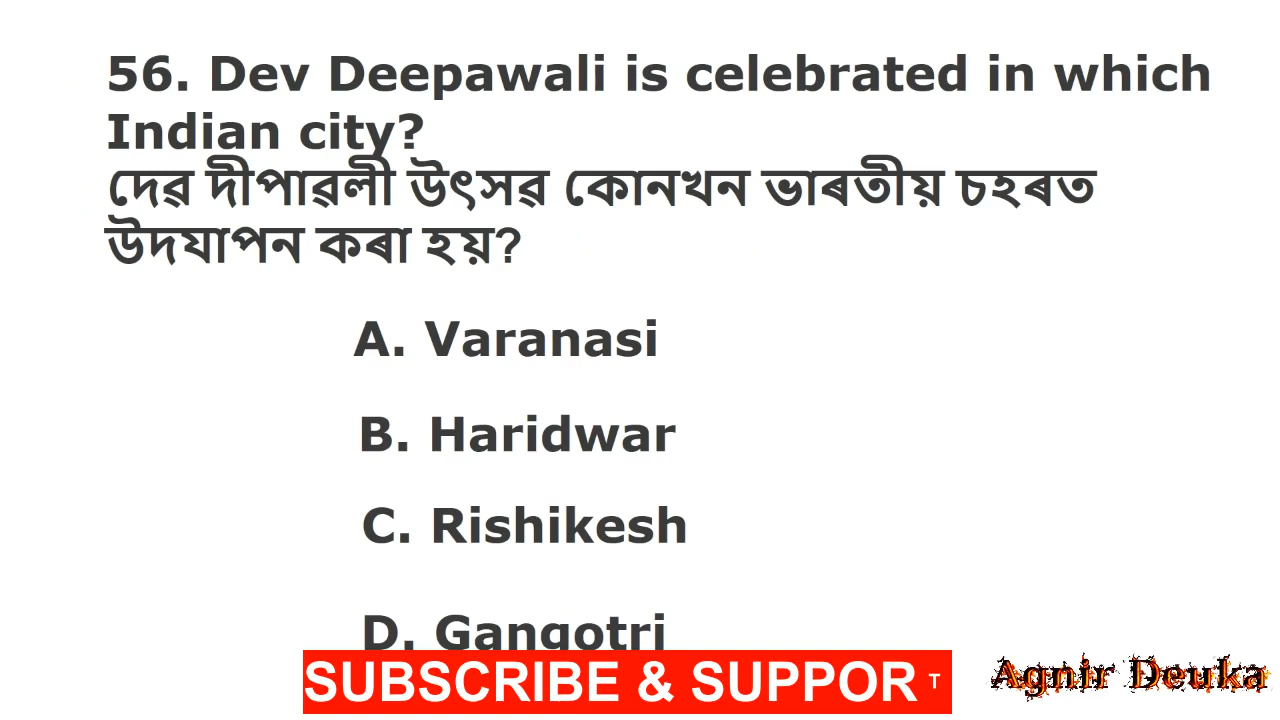 56. Dev Deepawali is celebrated in which
Indian city?
দেৱ দীপাৱলী উৎসৱ কোনখন ভাৰতীয় চহৰত
উদযাপন কৰা হয়?
A. Varanasi
B. Haridwar
C. Rishikesh
D. Gangotri
SUBSCRIBE & SUPPORT
Agnir Deuka